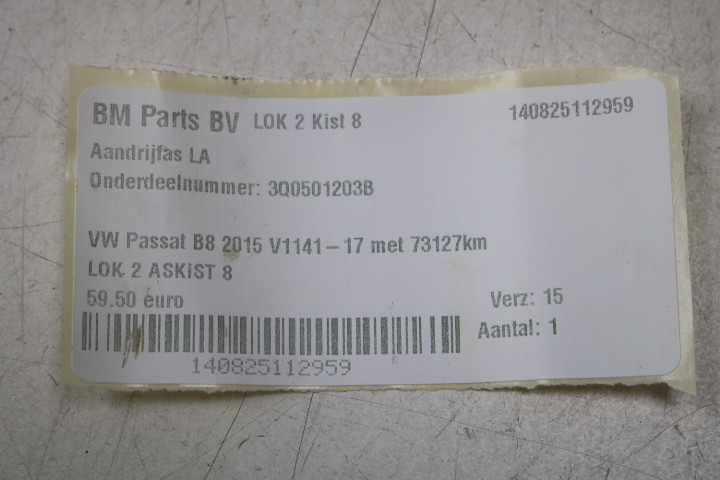 BM Parts BV LOK 2 Kist 8 140825112959
Aandrijfas LA
Onderdeelnummer: 3Q0501203B
VW Passat B8 2015 V1141-17 met 73127km
LOK 2 ASKIST 8
59.50 euro Verz: 15
Aantal: 1
140825112959